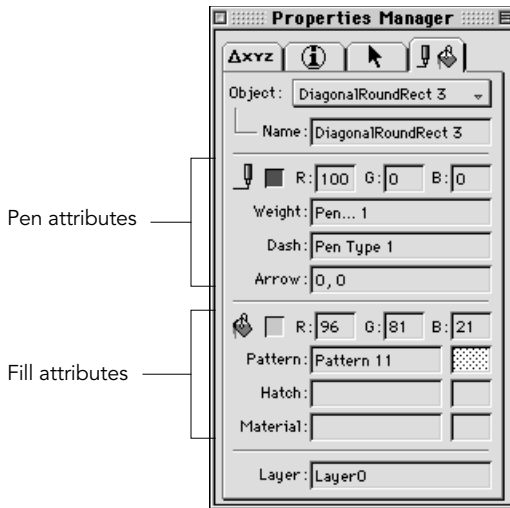 Properties Manager
Δxyz
Object: DiagonalRoundRect 3
Name: DiagonalRoundRect 3
Pen attributes
R: 100 G: 0 B: 0
Weight: Pen... 1
Dash: Pen Type 1
Arrow: 0, 0
Fill attributes
R: 96 G: 81 B: 21
Pattern: Pattern 11
Hatch:
Material:
Layer: Layer0